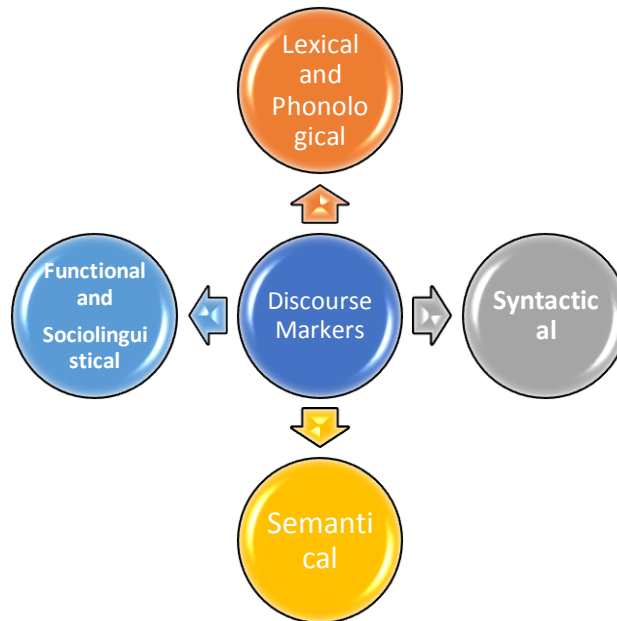 Lexical
and
Phonolo
gical
Functional
and
Sociolingui
stical
Discourse
Markers
Syntactic
al
Semanti
cal